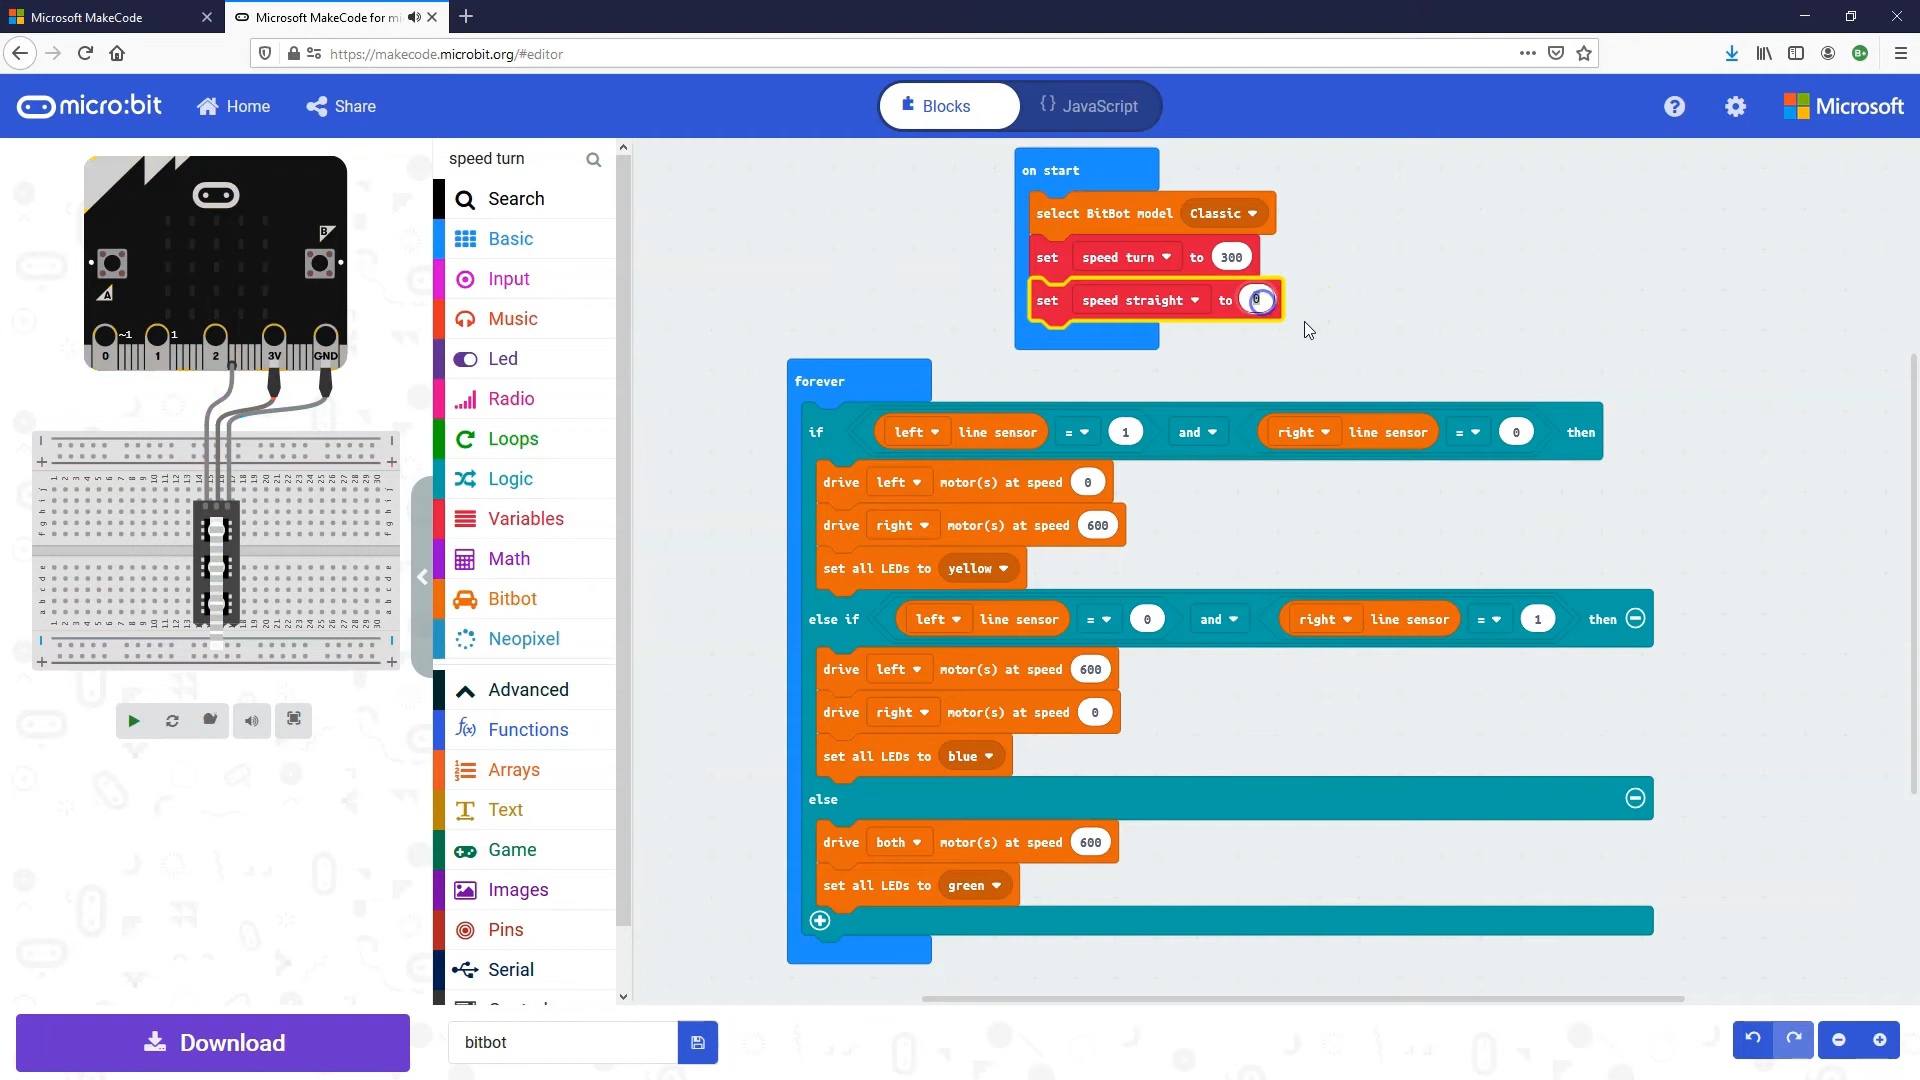 Microsoft MakeCode
Microsoft MakeCode for mi
https://makecode.microbit.org/#editor
B+
micro:bit
Home
Share
Blocks
{ } JavaScript
?
Microsoft
speed turn
Search
Basic
Input
Music
Led
Radio
Loops
Logic
Variables
Math
Bitbot
Neopixel
Advanced
Functions
Arrays
Text
Game
Images
Pins
Serial
A
B
~1
1
0
1
2
3V
GND
on start
select BitBot model Classic
set speed turn to 300
set speed straight to 0
forever
if left line sensor = 1 and right line sensor = 0 then
drive left motor(s) at speed 0
drive right motor(s) at speed 600
set all LEDs to yellow
else if left line sensor = 0 and right line sensor = 1 then
drive left motor(s) at speed 600
drive right motor(s) at speed 0
set all LEDs to blue
else
drive both motor(s) at speed 600
set all LEDs to green
Download
bitbot